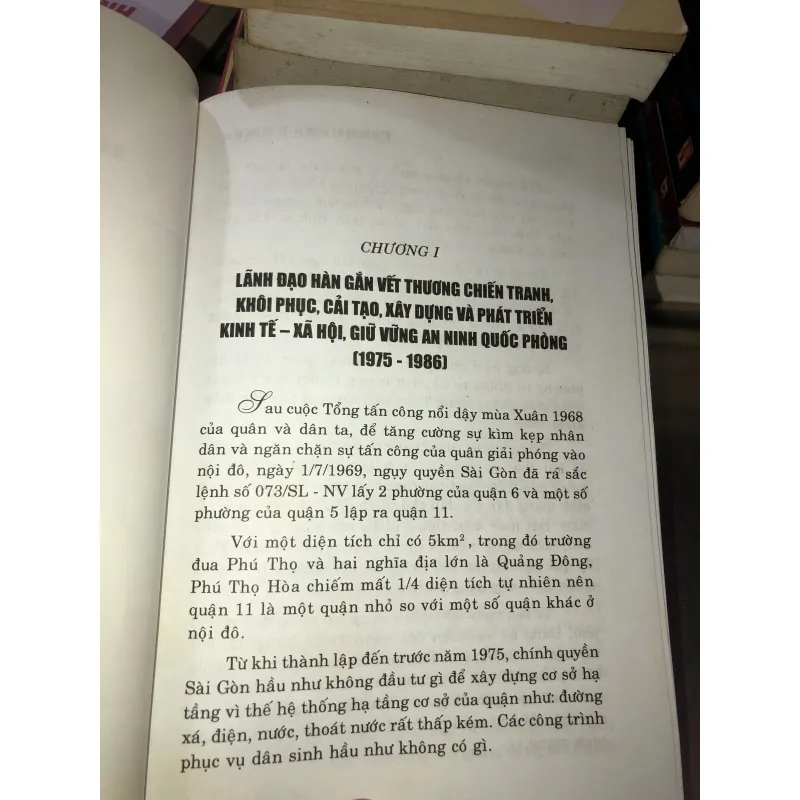 CHƯƠNG I
LÃNH ĐẠO HÀN GẮN VẾT THƯƠNG CHIẾN TRANH,
KHÔI PHỤC, CẢI TẠO, XÂY DỰNG VÀ PHÁT TRIỂN
KINH TẾ – XÃ HỘI, GIỮ VỮNG AN NINH QUỐC PHÒNG
(1975 - 1986)
Sau cuộc Tổng tấn công nổi dậy mùa Xuân 1968
của quân và dân ta, để tăng cường sự kìm kẹp nhân
dân và ngăn chặn sự tấn công của quân giải phóng vào
nội đô, ngày 1/7/1969, ngụy quyền Sài Gòn đã ra sắc
lệnh số 073/SL - NV lấy 2 phường của quận 6 và một số
phường của quận 5 lập ra quận 11.
Với một diện tích chỉ có 5km², trong đó trường
đua Phú Thọ và hai nghĩa địa lớn là Quảng Đông,
Phú Thọ Hòa chiếm mất 1/4 diện tích tự nhiên nên
quận 11 là một quận nhỏ so với một số quận khác ở
nội đô.
Từ khi thành lập đến trước năm 1975, chính quyền
Sài Gòn hầu như không đầu tư gì để xây dựng cơ sở hạ
tầng vì thế hệ thống hạ tầng cơ sở của quận như: đường
xá, điện, nước, thoát nước rất thấp kém. Các công trình
phục vụ dân sinh hầu như không có gì.